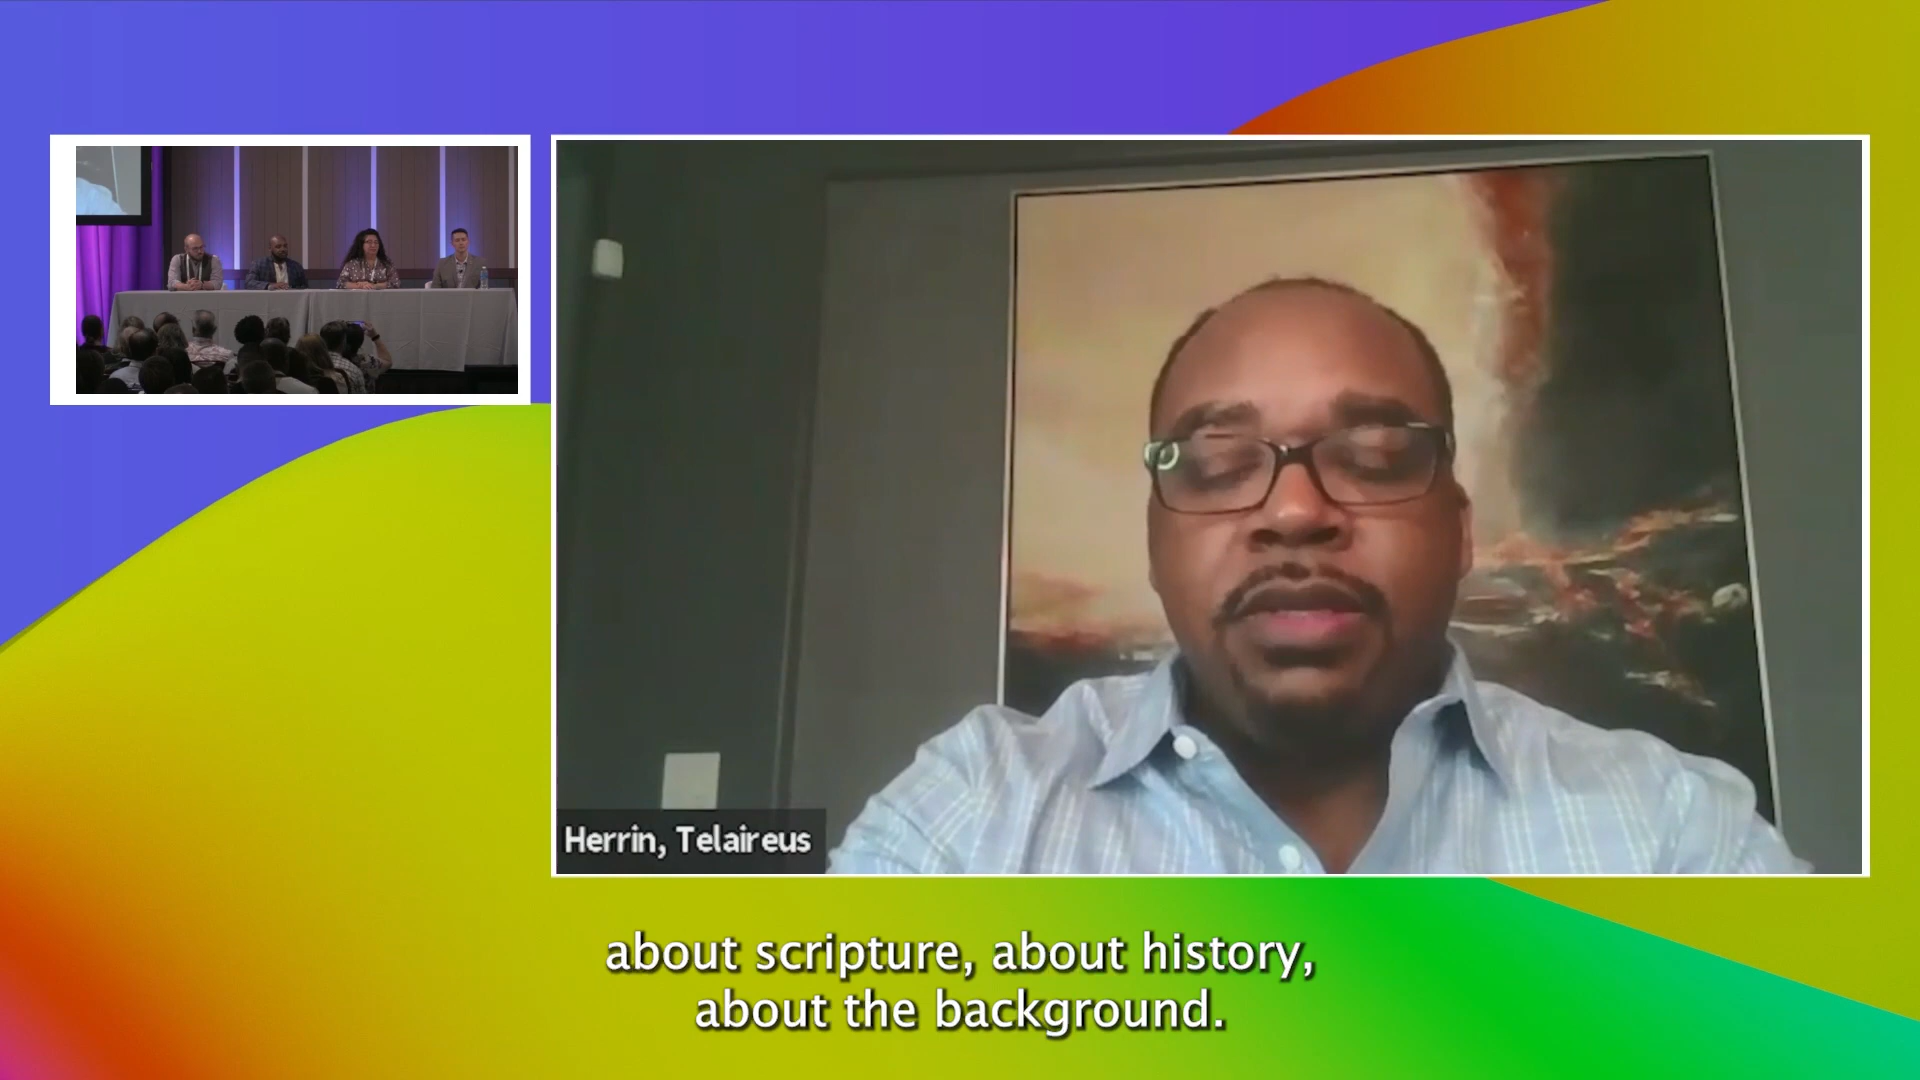 Herrin, Telaireus
about scripture, about history,
about the background.